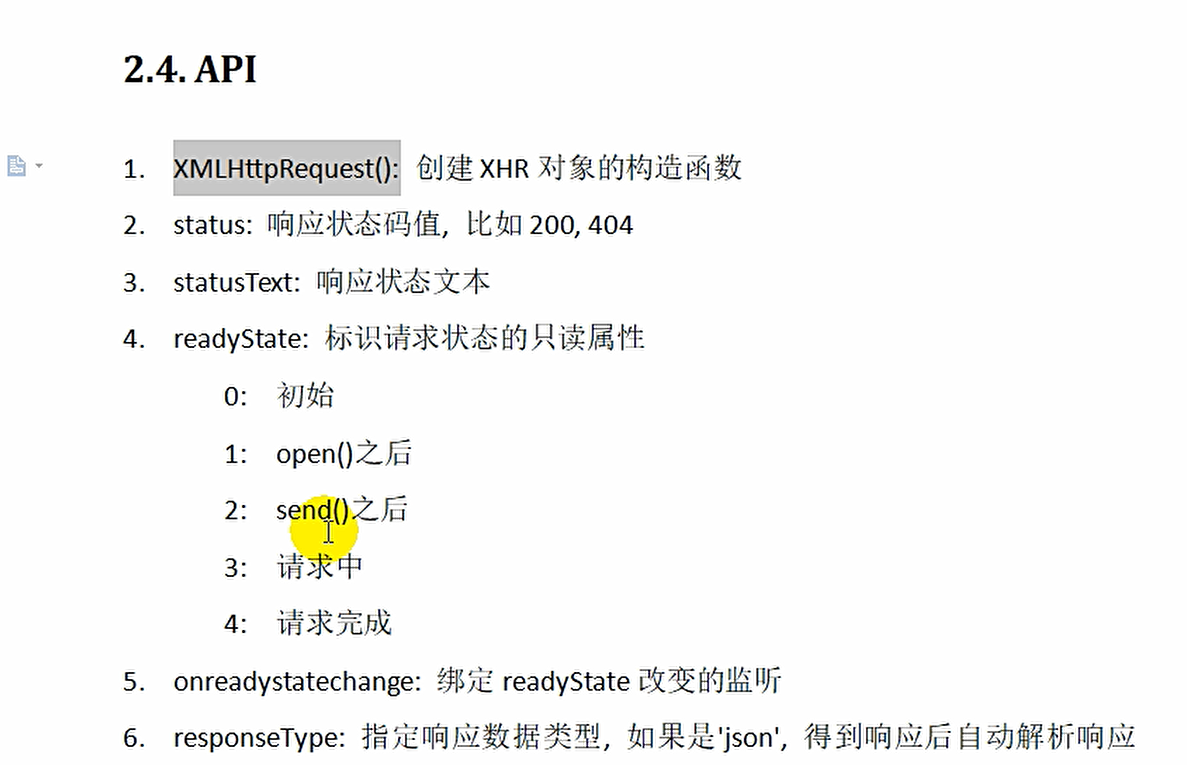 2.4. API
1. XMLHttpRequest(): 创建 XHR 对象的构造函数
2. status: 响应状态码值, 比如 200, 404
3. statusText: 响应状态文本
4. readyState: 标识请求状态的只读属性
0: 初始
1: open()之后
2: send()之后
3: 请求中
4: 请求完成
5. onreadystatechange: 绑定 readyState 改变的监听
6. responseType: 指定响应数据类型, 如果是'json', 得到响应后自动解析响应